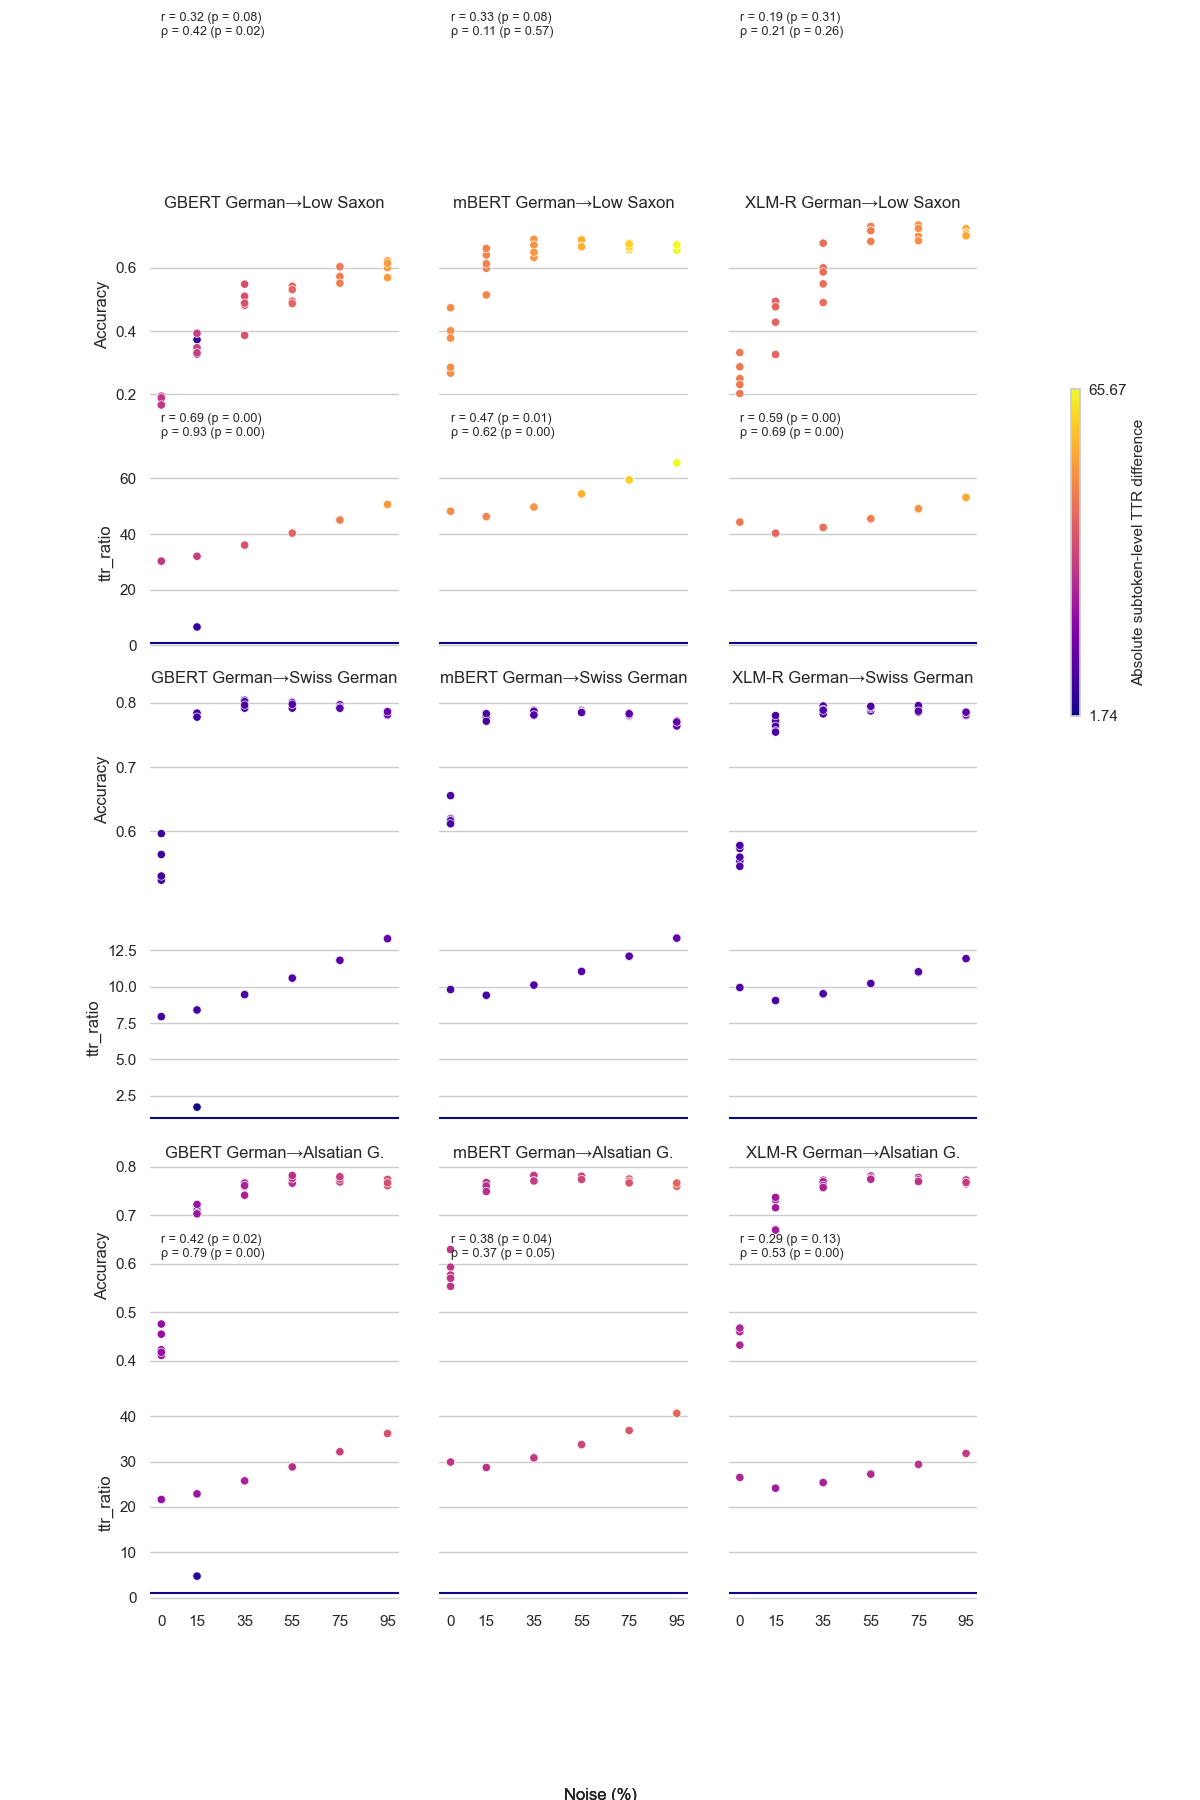 r = 0.32 (p = 0.08)
ρ = 0.42 (p = 0.02)
r = 0.33 (p = 0.08)
ρ = 0.11 (p = 0.57)
r = 0.19 (p = 0.31)
ρ = 0.21 (p = 0.26)
GBERT German→Low Saxon
mBERT German→Low Saxon
XLM-R German→Low Saxon
Accuracy
0.6
0.4
0.2
r = 0.69 (p = 0.00)
ρ = 0.93 (p = 0.00)
r = 0.47 (p = 0.01)
ρ = 0.62 (p = 0.00)
r = 0.59 (p = 0.00)
ρ = 0.69 (p = 0.00)
ttr_ratio
60
40
20
0
65.67
Absolute subtoken-level TTR difference
1.74
GBERT German→Swiss German
mBERT German→Swiss German
XLM-R German→Swiss German
Accuracy
0.8
0.7
0.6
ttr_ratio
12.5
10.0
7.5
5.0
2.5
GBERT German→Alsatian G.
mBERT German→Alsatian G.
XLM-R German→Alsatian G.
Accuracy
0.8
0.7
0.6
0.5
0.4
r = 0.42 (p = 0.02)
ρ = 0.79 (p = 0.00)
r = 0.38 (p = 0.04)
ρ = 0.37 (p = 0.05)
r = 0.29 (p = 0.13)
ρ = 0.53 (p = 0.00)
ttr_ratio
40
30
20
10
0
0 15 35 55 75 95
0 15 35 55 75 95
0 15 35 55 75 95
Noise (%)